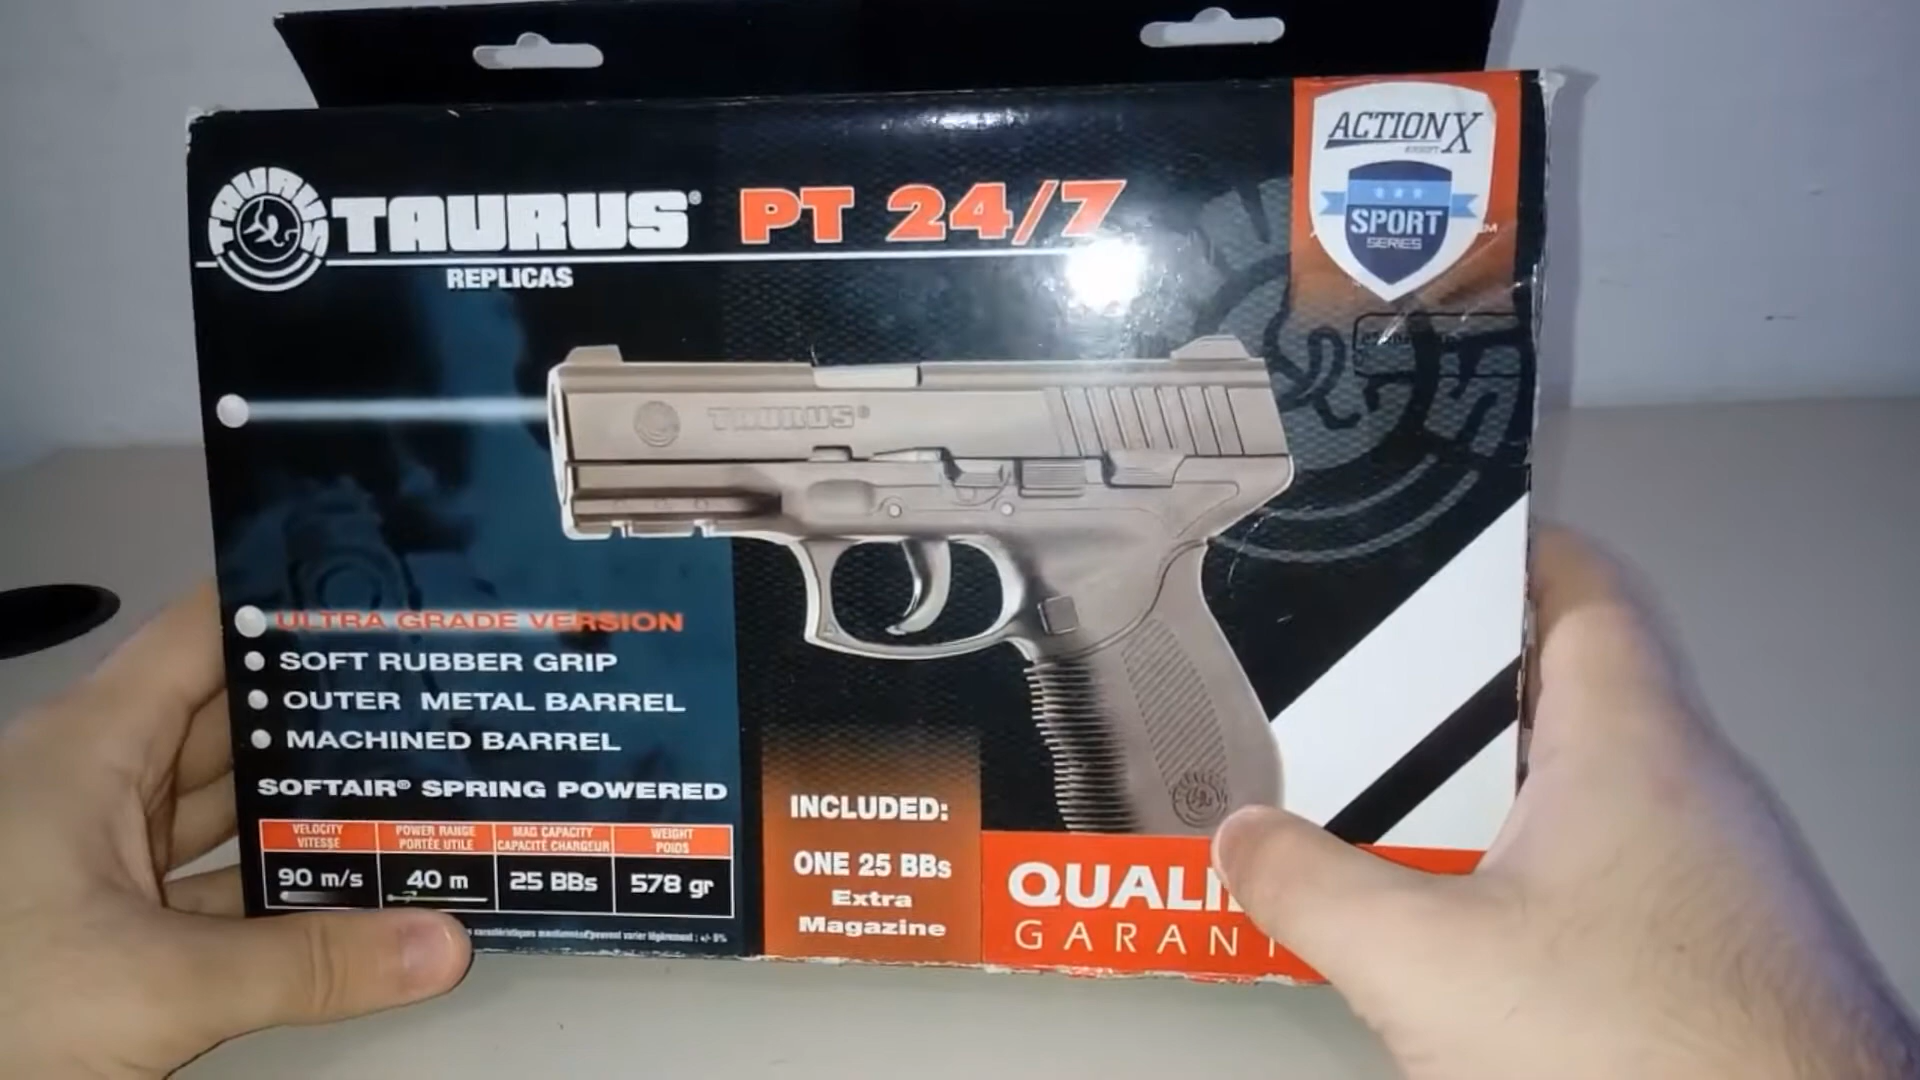 TAURUS TAURUS® PT 24/7
REPLICAS
ACTION X
SPORT
SERIES
TAURUS®
ULTRA GRADE VERSION
SOFT RUBBER GRIP
OUTER METAL BARREL
MACHINED BARREL
SOFTAIR® SPRING POWERED
VELOCITY POWER RANGE MAG CAPACITY WEIGHT
VITESSE PORTÉE UTILE CAPACITÉ CHARGEUR POIDS
90 m/s 40 m 25 BBs 578 gr
INCLUDED:
ONE 25 BBs
Extra
Magazine
QUALI
GARAN